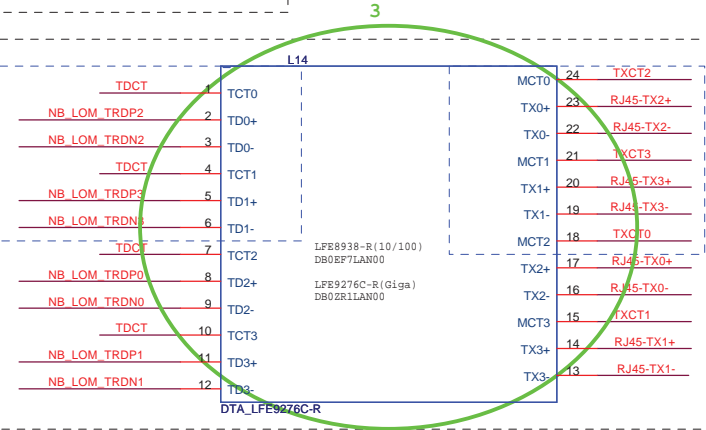 3
L14
TDCT 1 TCT0 MCT0 24 TXCT2
NB_LOM_TRDP2 2 TD0+ TX0+ 23 RJ45-TX2+
NB_LOM_TRDN2 3 TD0- TX0- 22 RJ45-TX2-
TDCT 4 TCT1 MCT1 21 TXCT3
NB_LOM_TRDP3 5 TD1+ TX1+ 20 RJ45-TX3+
NB_LOM_TRDN3 6 TD1- TX1- 19 RJ45-TX3-
TDCT 7 TCT2 MCT2 18 TXCT0
LFE8938-R(10/100)
DB0EF7LAN00
NB_LOM_TRDP0 8 TD2+ TX2+ 17 RJ45-TX0+
LFE9276C-R(Giga)
DB0ZR1LAN00
NB_LOM_TRDN0 9 TD2- TX2- 16 RJ45-TX0-
TDCT 10 TCT3 MCT3 15 TXCT1
NB_LOM_TRDP1 11 TD3+ TX3+ 14 RJ45-TX1+
NB_LOM_TRDN1 12 TD3- TX3- 13 RJ45-TX1-
DTA_LFE9276C-R